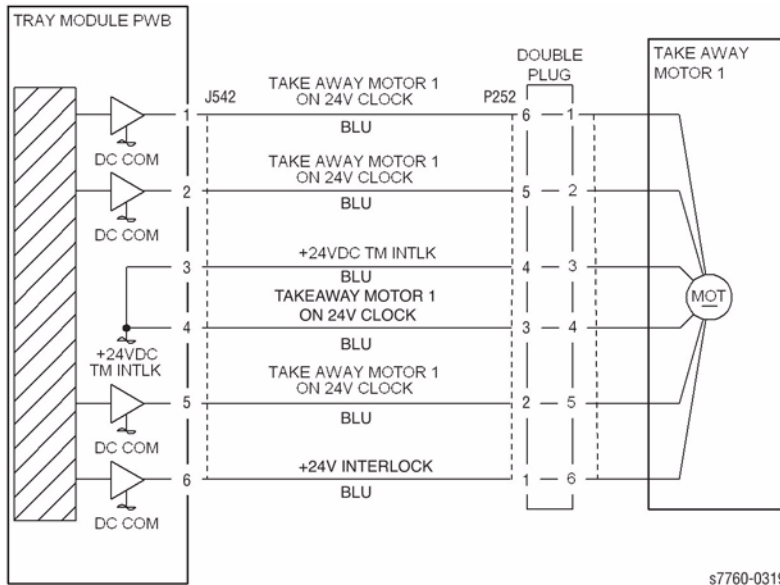 TRAY MODULE PWB
DOUBLE
PLUG
TAKE AWAY
MOTOR 1
J542
P252
TAKE AWAY MOTOR 1
ON 24V CLOCK
1
6
1
BLU
DC COM
TAKE AWAY MOTOR 1
ON 24V CLOCK
2
5
2
BLU
DC COM
+24VDC TM INTLK
3
4
3
BLU
MOT
TAKEAWAY MOTOR 1
ON 24V CLOCK
4
3
4
BLU
+24VDC
TM INTLK
TAKE AWAY MOTOR 1
ON 24V CLOCK
5
2
5
BLU
DC COM
+24V INTERLOCK
6
1
6
BLU
DC COM
s7760-0319